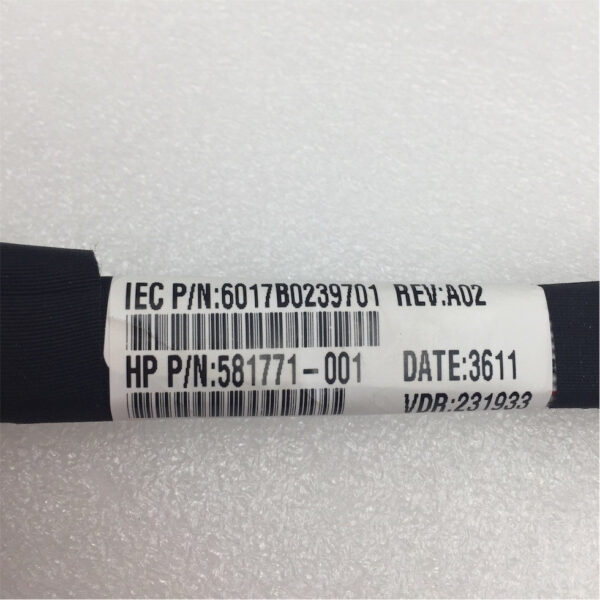 IEC P/N:6017B0239701 REV:A02
HP P/N:581771-001 DATE:3611
VDR:231933